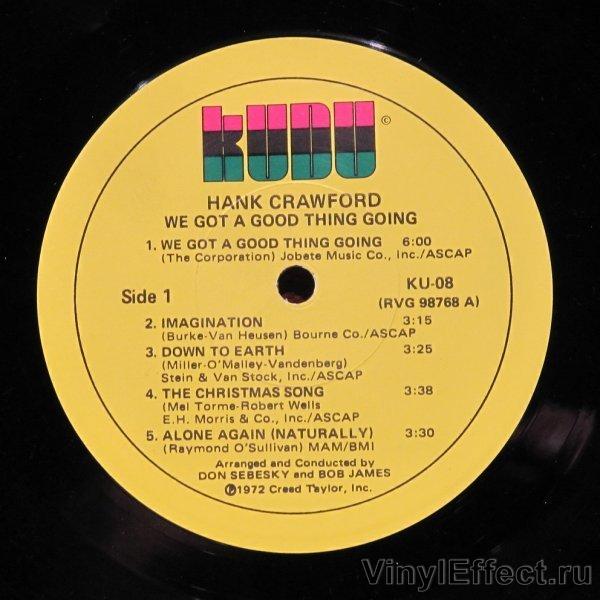 KUDU ©
HANK CRAWFORD
WE GOT A GOOD THING GOING
1. WE GOT A GOOD THING GOING 6:00
(The Corporation) Jobete Music Co., Inc./ASCAP
Side 1
KU-08
(RVG 98768 A)
2. IMAGINATION 3:15
(Burke-Van Heusen) Bourne Co./ASCAP
3. DOWN TO EARTH 3:25
(Miller-O'Malley-Vandenberg)
Stein & Van Stock, Inc./ASCAP
4. THE CHRISTMAS SONG 3:38
(Mel Torme-Robert Wells
E.H. Morris & Co., Inc./ASCAP
5. ALONE AGAIN (NATURALLY) 3:30
(Raymond O'Sullivan) MAM/BMI
Arranged and Conducted by
DON SEBESKY and BOB JAMES
℗1972 Creed Taylor, Inc.
VinylEffect.ru